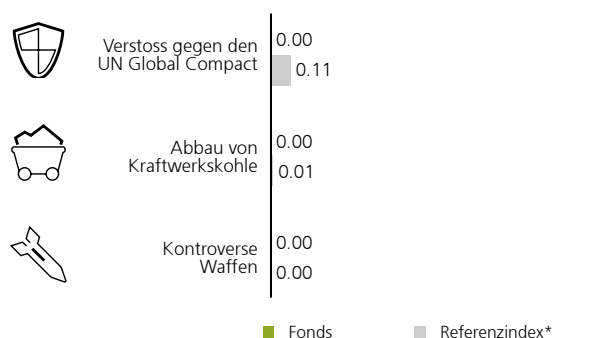 Verstoss gegen den
UN Global Compact
0.00
0.11
Abbau von
Kraftwerkskohle
0.00
0.01
Kontroverse
Waffen
0.00
0.00
Fonds
Referenzindex*